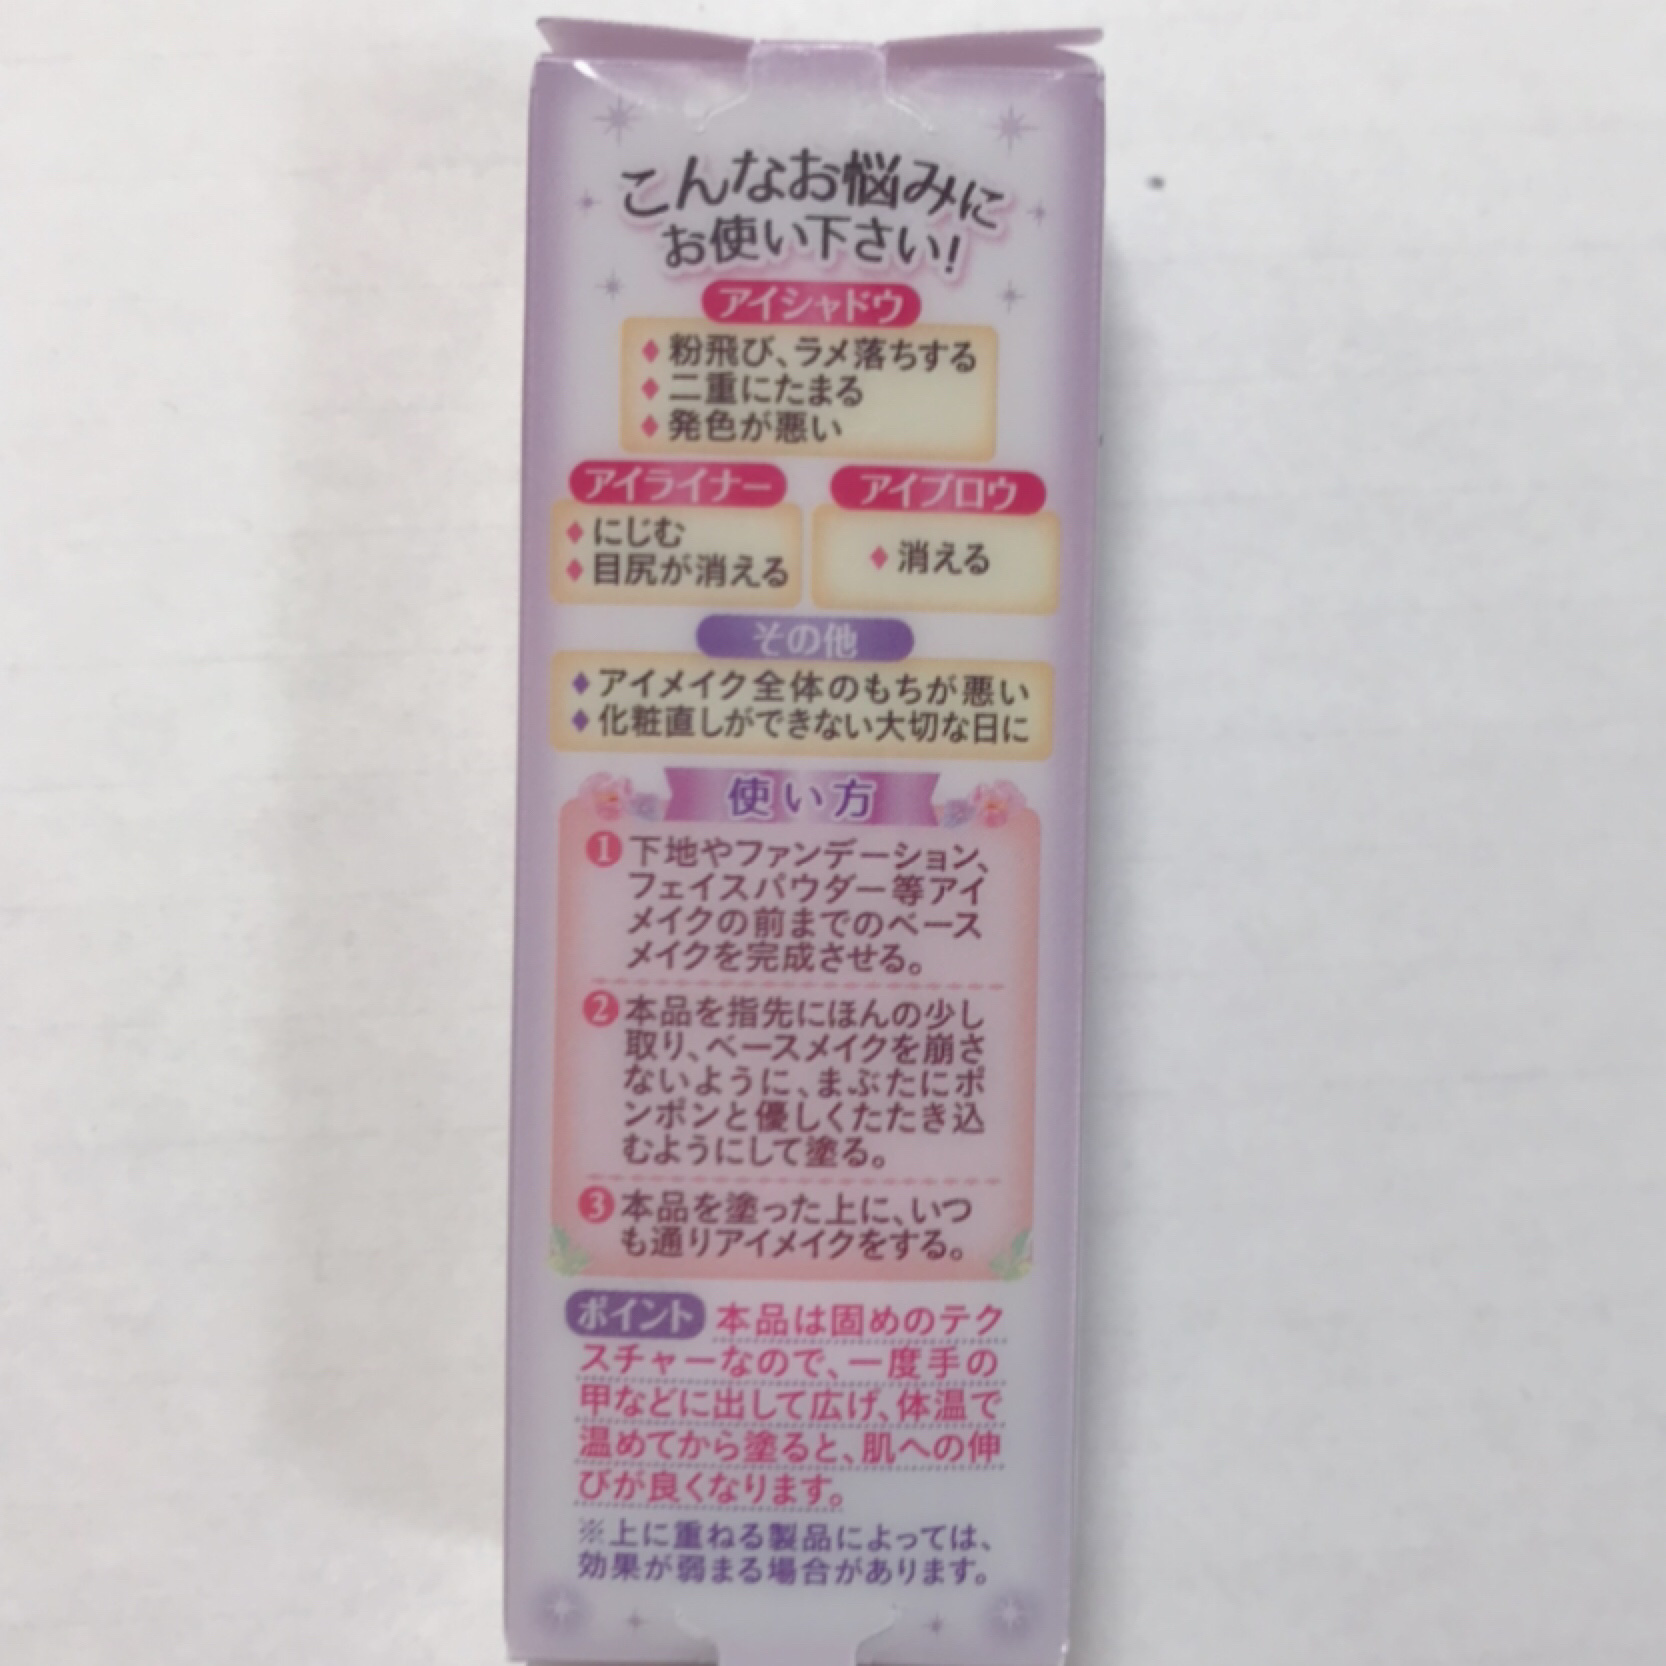 こんなお悩みに
お使い下さい!
アイシャドウ
♦粉飛び、ラメ落ちする
♦二重にたまる
♦発色が悪い
アイライナー
♦にじむ
♦目尻が消える
アイブロウ
♦消える
その他
♦アイメイク全体のもちが悪い
♦化粧直しができない大切な日に
使い方
❶下地やファンデーション、
フェイスパウダー等アイ
メイクの前までのベース
メイクを完成させる。
❷本品を指先にほんの少し
取り、ベースメイクを崩さ
ないように、まぶたにポ
ンポンと優しくたたき込
むようにして塗る。
❸本品を塗った上に、いつ
も通りアイメイクをする。
ポイント 本品は固めのテク
スチャーなので、一度手の
甲などに出して広げ、体温で
温めてから塗ると、肌への伸
びが良くなります。
※上に重ねる製品によっては、
効果が弱まる場合があります。